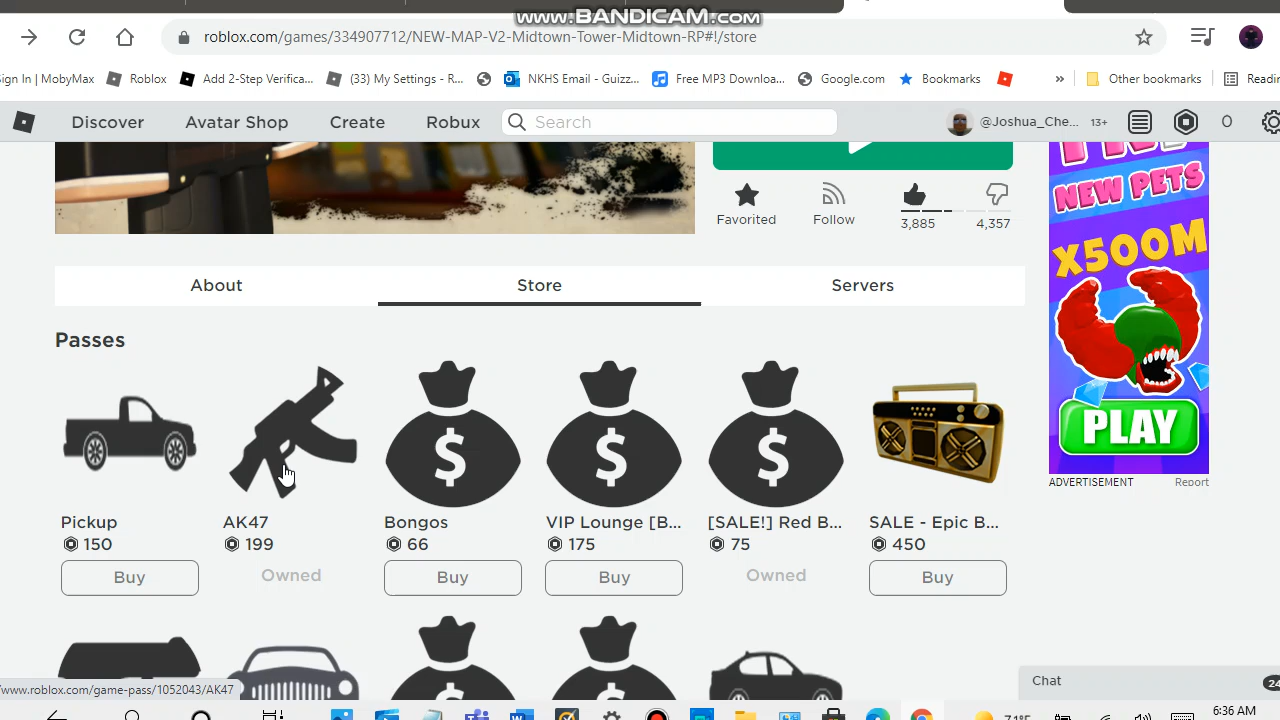 www.BANDICAM.com
roblox.com/games/334907712/NEW-MAP-V2-Midtown-Tower-Midtown-RP#!/store
ign In | MobyMax Roblox Add 2-Step Verifica... (33) My Settings - R... NKHS Email - Guizz... Free MP3 Downloa... Google.com Bookmarks » Other bookmarks Readin
Discover Avatar Shop Create Robux Search @Joshua_Che... 13+ 0
NEW PETS
X500M
PLAY
ADVERTISEMENT Report
Favorited Follow 3,885 4,357
About Store Servers
Passes
$ $ $
Pickup AK47 Bongos VIP Lounge [B... [SALE!] Red B... SALE - Epic B...
150 199 66 175 75 450
Buy Owned Buy Buy Owned Buy
Chat 24
/www.roblox.com/game-pass/1052043/AK47
71°F 6:36 AM